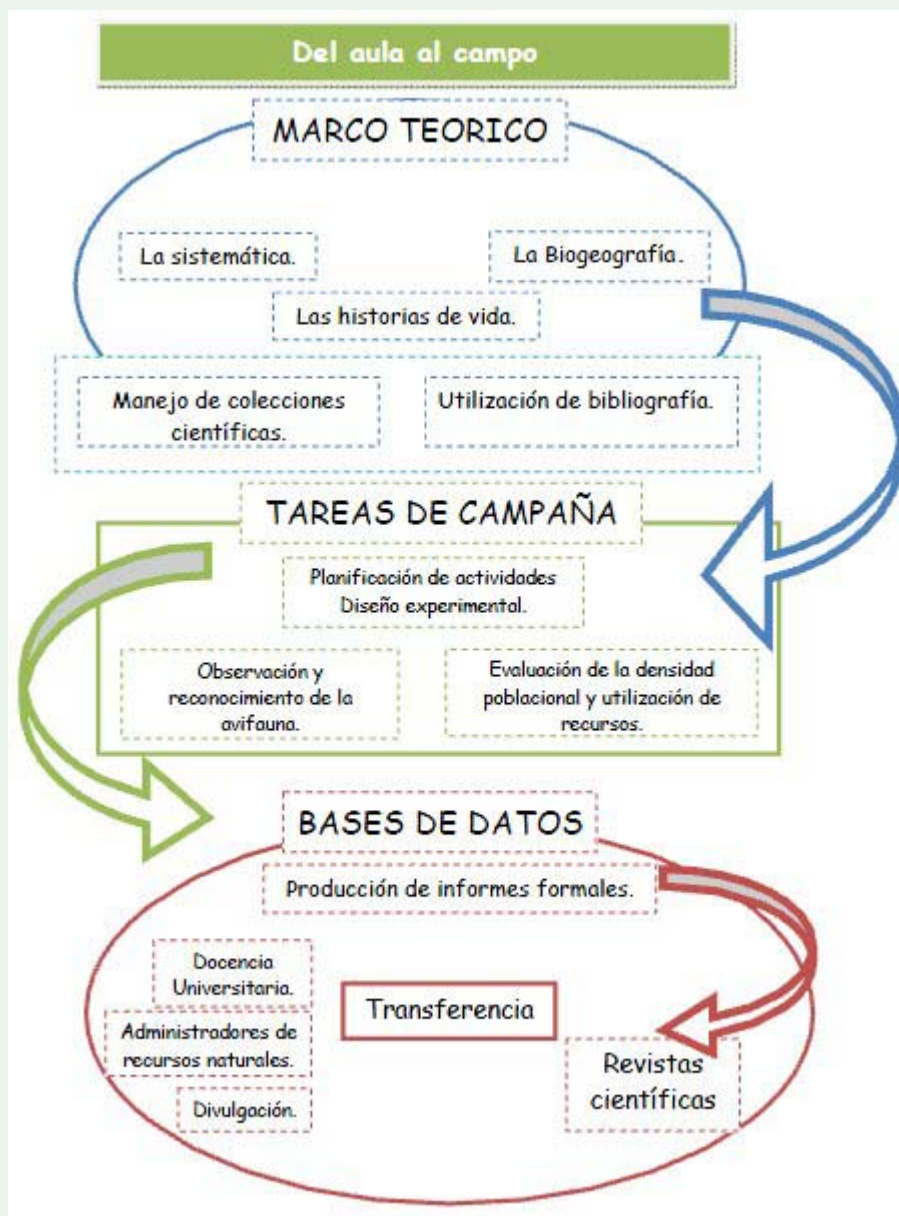 Del aula al campo
MARCO TEORICO
La sistemática.
La Biogeografía.
Las historias de vida.
Manejo de colecciones
científicas.
Utilización de bibliografía.
TAREAS DE CAMPAÑA
Planificación de actividades
Diseño experimental.
Observación y
reconocimiento de la
avifauna.
Evaluación de la densidad
poblacional y utilización de
recursos.
BASES DE DATOS
Producción de informes formales.
Docencia
Universitaria.
Transferencia
Administradores de
recursos naturales.
Divulgación.
Revistas
científicas